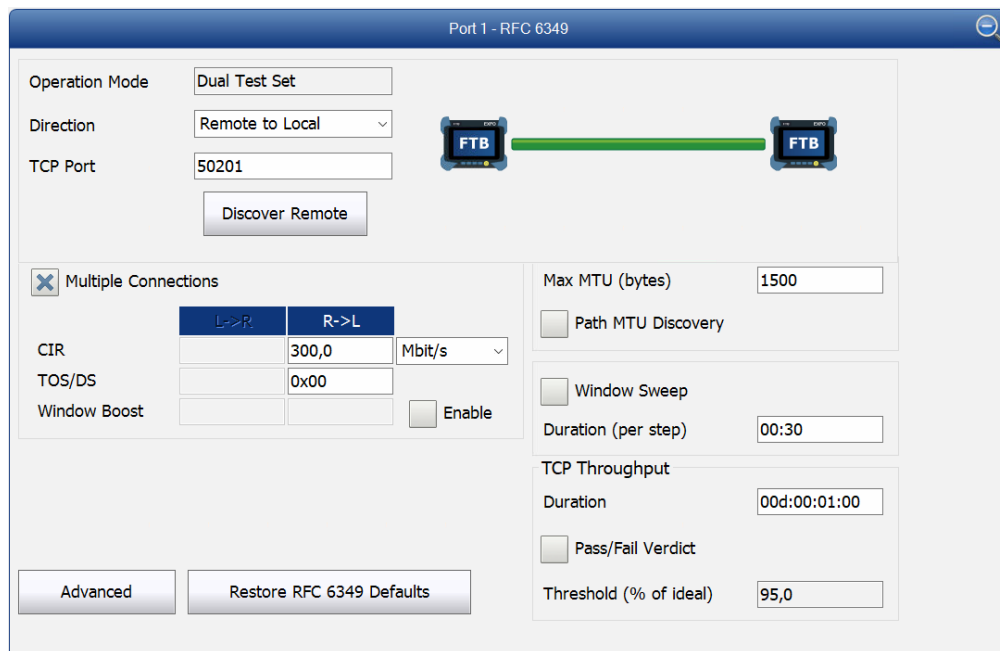 Port 1 - RFC 6349
Operation Mode
Dual Test Set
Direction
Remote to Local
TCP Port
50201
Discover Remote
EXFO
FTB
EXFO
FTB
Multiple Connections
L->R R->L
CIR
300,0
Mbit/s
TOS/DS
0x00
Window Boost
Enable
Max MTU (bytes)
1500
Path MTU Discovery
Window Sweep
Duration (per step)
00:30
TCP Throughput
Duration
00d:00:01:00
Pass/Fail Verdict
Threshold (% of ideal)
95,0
Advanced
Restore RFC 6349 Defaults